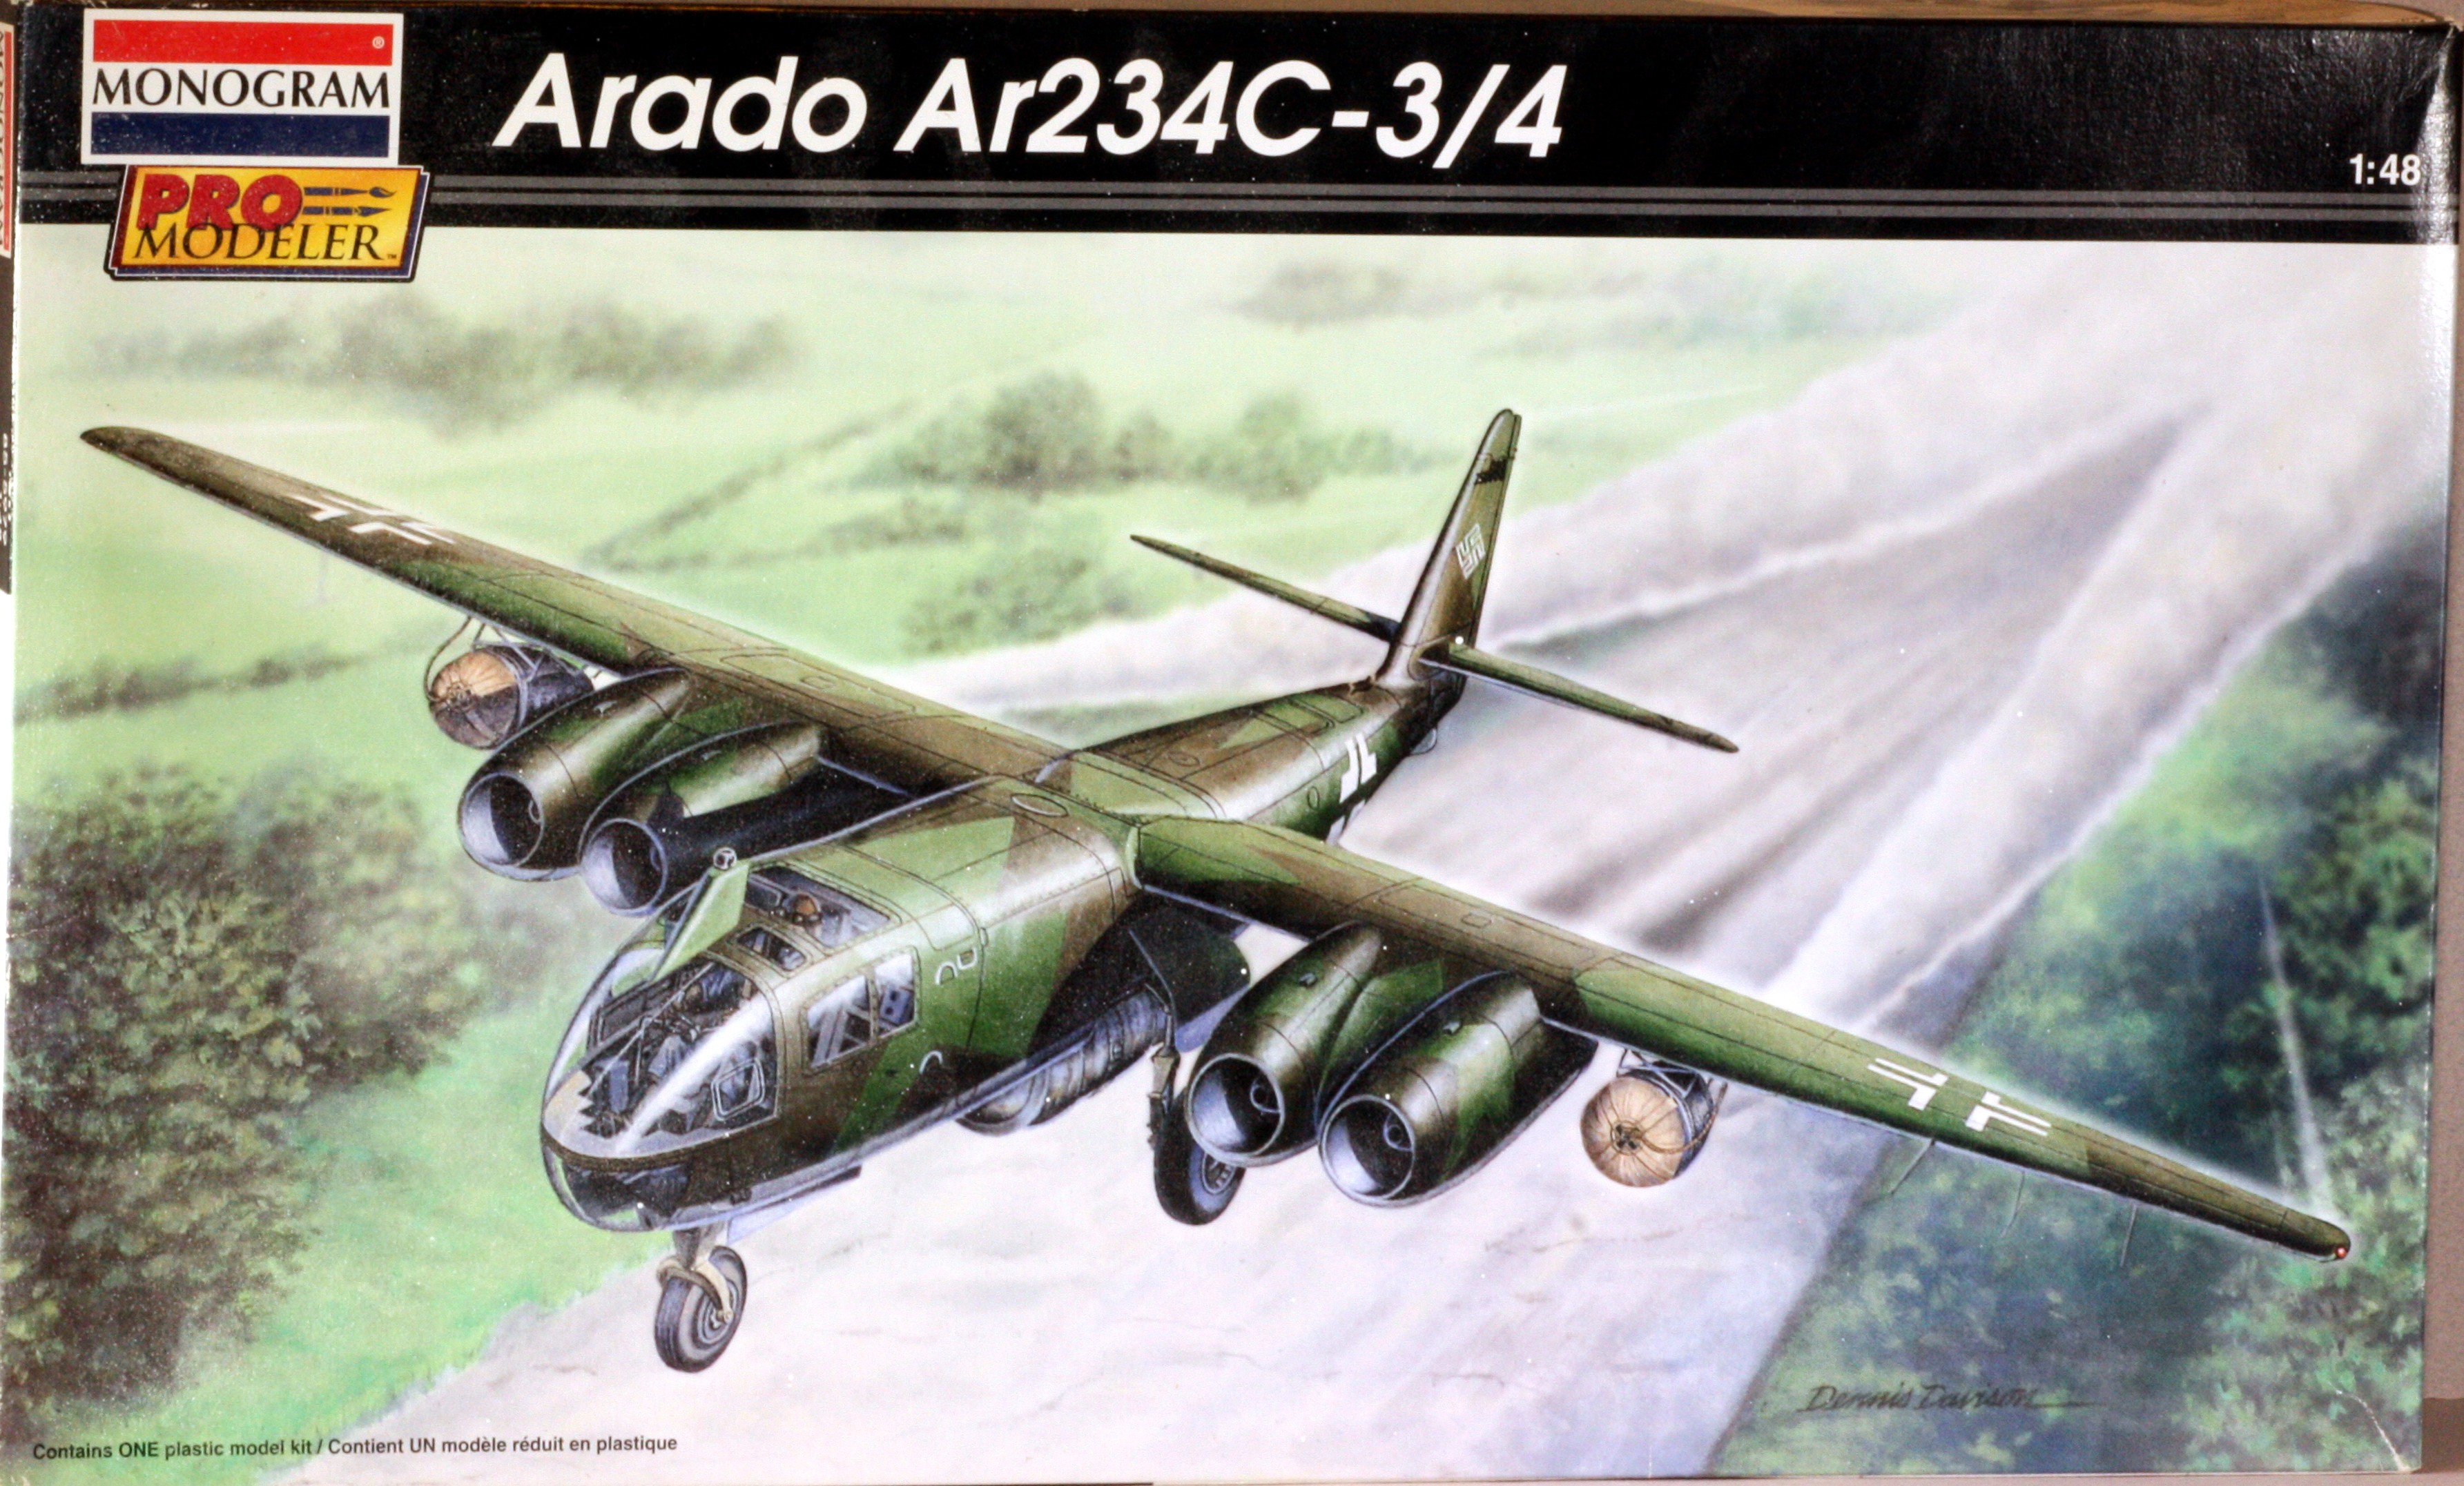 MONOGRAM®
Arado Ar234C-3/4
1:48
PRO
MODELER™
Dennis Davison
Contains ONE plastic model kit / Contient UN modèle réduit en plastique